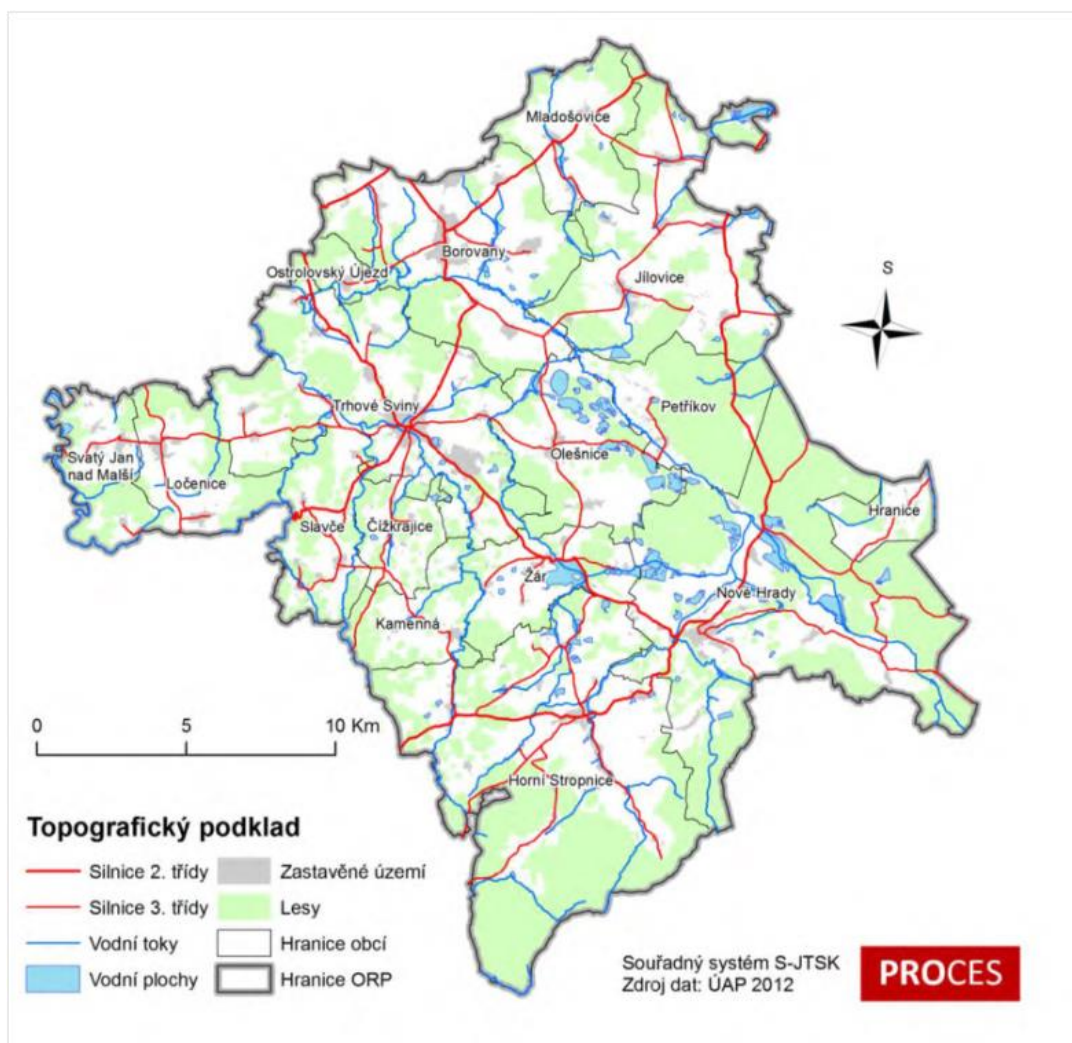 Mladošovice
Borovany
Ostrolovský Újezd
Jílovice
S
Trhové Sviny
Petříkov
Olešnice
Svatý Jan
nad Malší
Ločenice
Hranice
Slavče
Čížkrajice
Žár
Nové Hrady
Kamenná
0 5 10 Km
Horní Stropnice
Topografický podklad
Silnice 2. třídy
Silnice 3. třídy
Vodní toky
Vodní plochy
Zastavěné území
Lesy
Hranice obcí
Hranice ORP
Souřadný systém S-JTSK
Zdroj dat: ÚAP 2012
PROCES